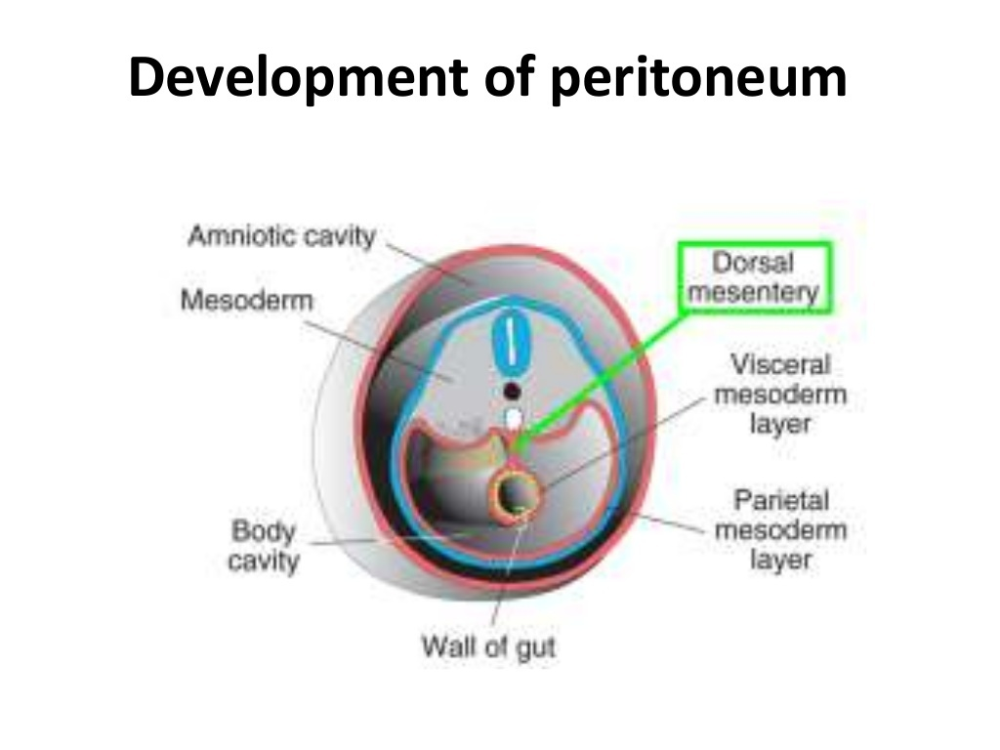 Development of peritoneum
Amniotic cavity
Mesoderm
Dorsal
mesentery
Visceral
mesoderm
layer
Parietal
mesoderm
layer
Body
cavity
Wall of gut